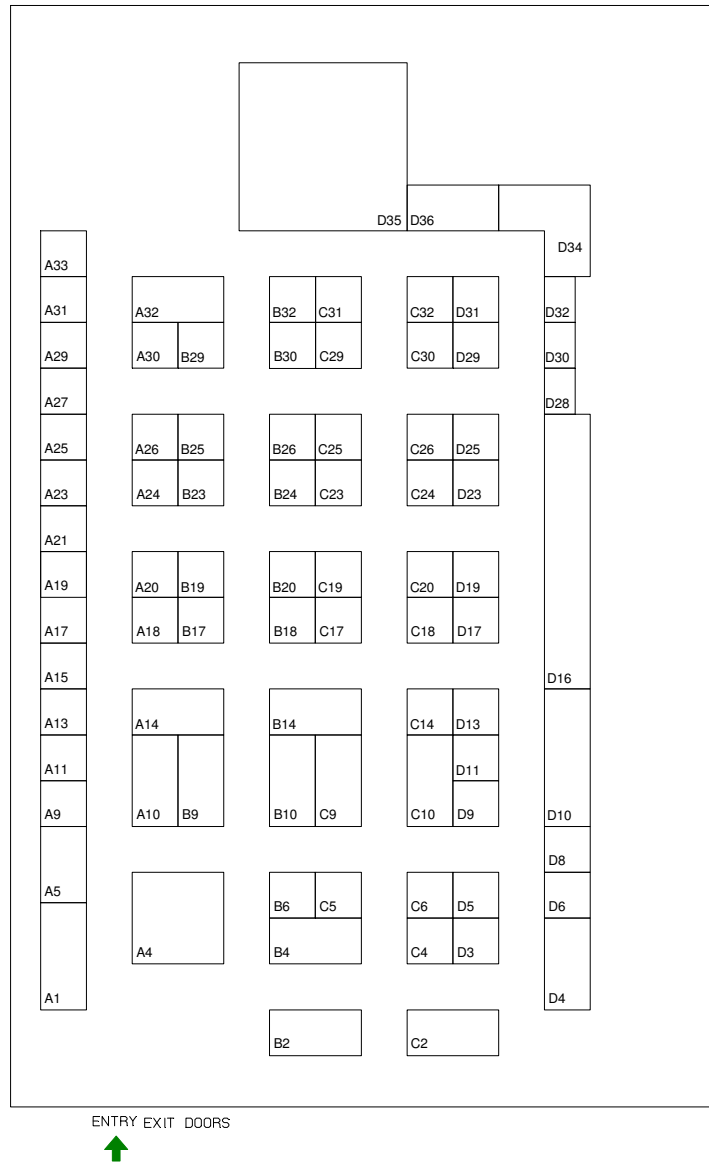 D35 D36
D34
A33
A31 A32 B32 C31 C32 D31 D32
A29 A30 B29 B30 C29 C30 D29 D30
A27 D28
A25 A26 B25 B26 C25 C26 D25
A23 A24 B23 B24 C23 C24 D23
A21
A19 A20 B19 B20 C19 C20 D19
A17 A18 B17 B18 C17 C18 D17
A15 D16
A13 A14 B14 C14 D13
A11 D11
A9 A10 B9 B10 C9 C10 D9 D10
D8
A5 B6 C5 C6 D5 D6
A4 B4 C4 D3
A1 D4
B2 C2
ENTRY EXIT DOORS